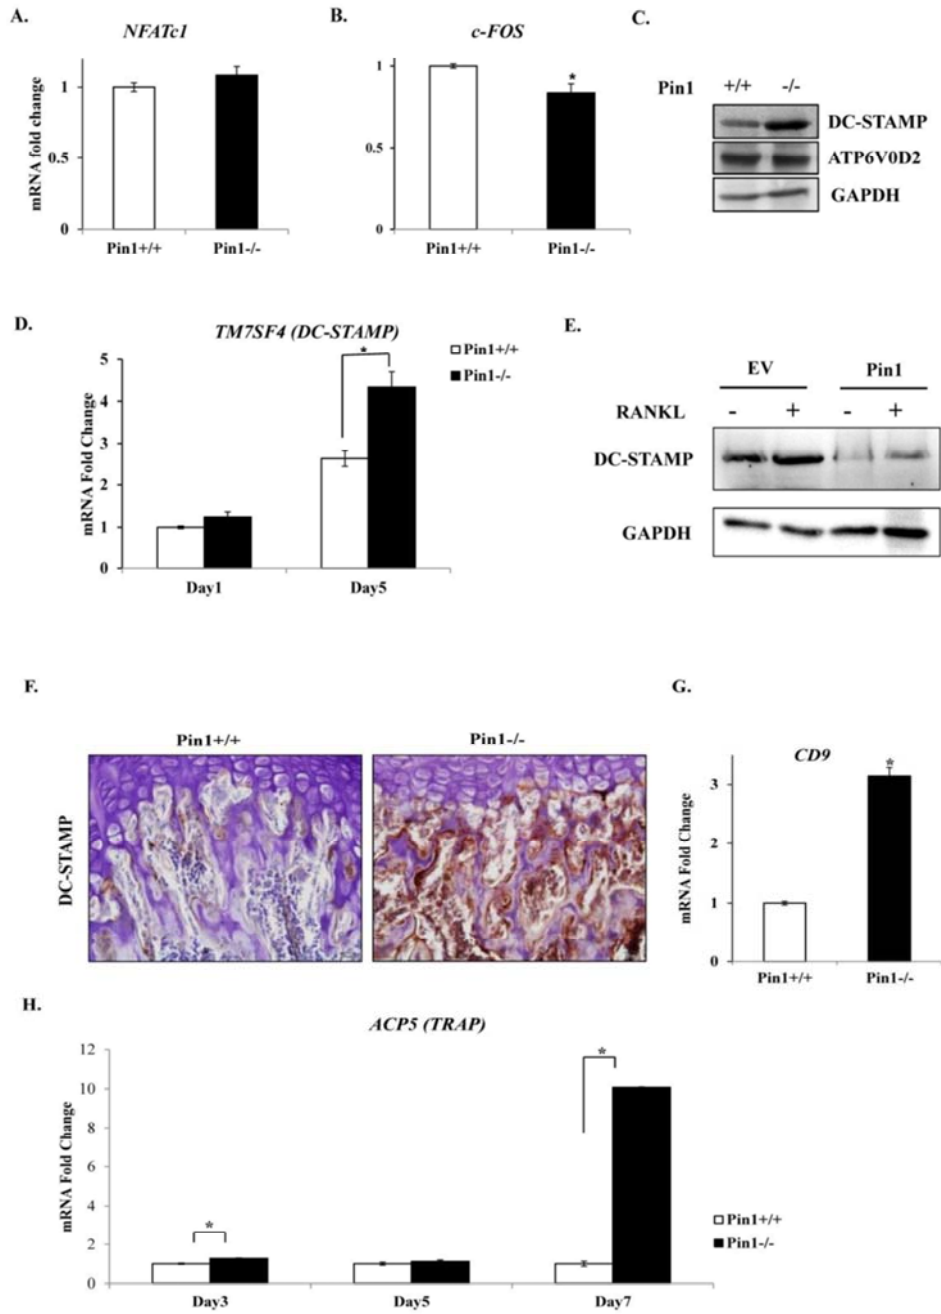 A.
NFATc1
mRNA fold change
1
0.5
0
Pin1+/+
Pin1-/-
B.
c-FOS
*
1
0.5
0
Pin1+/+
Pin1-/-
C.
Pin1 +/+ -/-
DC-STAMP
ATP6V0D2
GAPDH
D.
TM7SF4 (DC-STAMP)
Pin1+/+
Pin1-/-
*
mRNA Fold Change
5
4
3
2
1
0
Day1
Day5
E.
EV Pin1
RANKL - + - +
DC-STAMP
GAPDH
F.
Pin1+/+
Pin1-/-
DC-STAMP
G.
CD9
*
mRNA Fold Change
3
2
1
0
Pin1+/+
Pin1-/-
H.
ACP5 (TRAP)
mRNA Fold Change
12
10
8
6
4
2
0
*
*
Pin1+/+
Pin1-/-
Day3
Day5
Day7